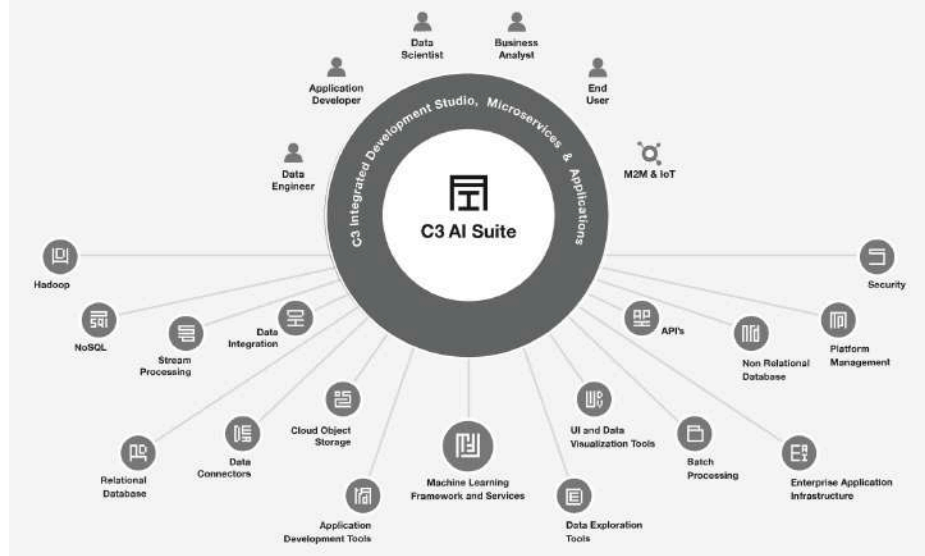 Data
Scientist
Business
Analyst
Application
Developer
End
User
Data
Engineer
M2M & IoT
C3 Integrated Development Studio, Microservices & Applications
C3 AI Suite
Hadoop
Security
NoSQL
Stream
Processing
Data
Integration
API's
Non Relational
Database
Platform
Management
Relational
Database
Data
Connectors
Cloud Object
Storage
Machine Learning
Framework and Services
UI and Data
Visualization Tools
Batch
Processing
Enterprise Application
Infrastructure
Application
Development Tools
Data Exploration
Tools